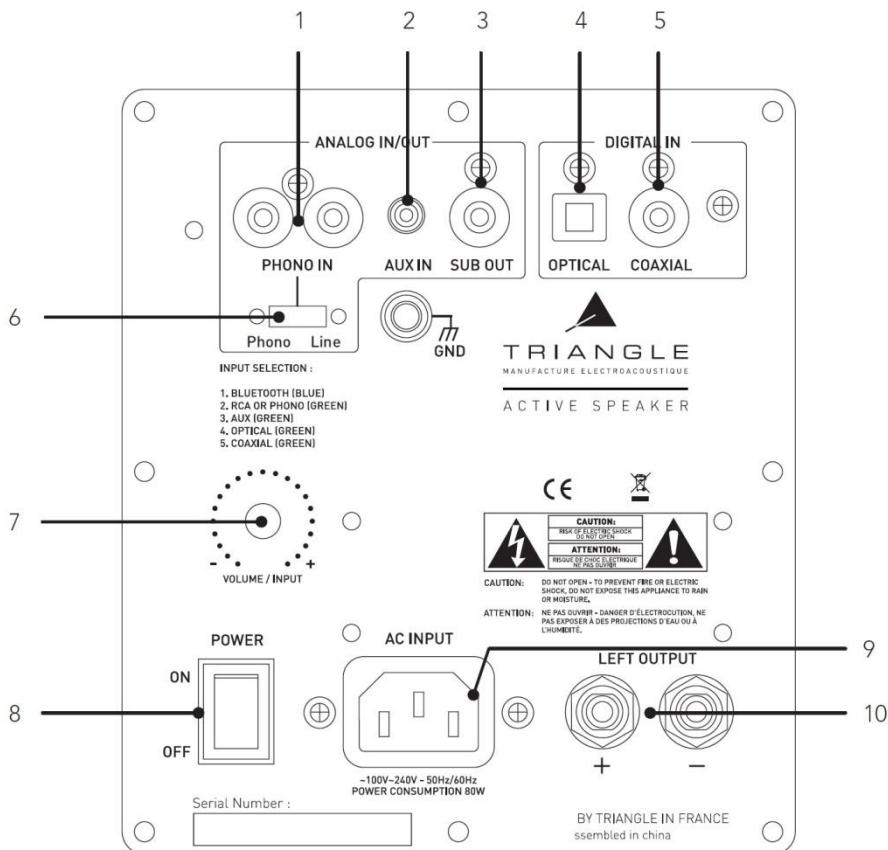 1 2 3 4 5
ANALOG IN/OUT
DIGITAL IN
PHONO IN AUX IN SUB OUT OPTICAL COAXIAL
6
Phono Line
GND
INPUT SELECTION :
1. BLUETOOTH (BLUE)
2. RCA OR PHONO (GREEN)
3. AUX (GREEN)
4. OPTICAL (GREEN)
5. COAXIAL (GREEN)
TRIANGLE
MANUFACTURE ELECTROACOUSTIQUE
ACTIVE SPEAKER
7
- +
VOLUME / INPUT
CE
CAUTION:
RISK OF ELECTRIC SHOCK
DO NOT OPEN
ATTENTION:
RISQUE DE CHOC ELECTRIQUE
NE PAS OUVRIR
!
CAUTION: DO NOT OPEN - TO PREVENT FIRE OR ELECTRIC
SHOCK, DO NOT EXPOSE THIS APPLIANCE TO RAIN
OR MOISTURE.
ATTENTION: NE PAS OUVRIR - DANGER D'ÉLECTROCUTION, NE
PAS EXPOSER À DES PROJECTIONS D'EAU OU À
L'HUMIDITÉ.
POWER
ON
8
OFF
AC INPUT
9
~100V~240V - 50Hz/60Hz
POWER CONSUMPTION 80W
LEFT OUTPUT
10
+ −
Serial Number :
BY TRIANGLE IN FRANCE
ssembled in china